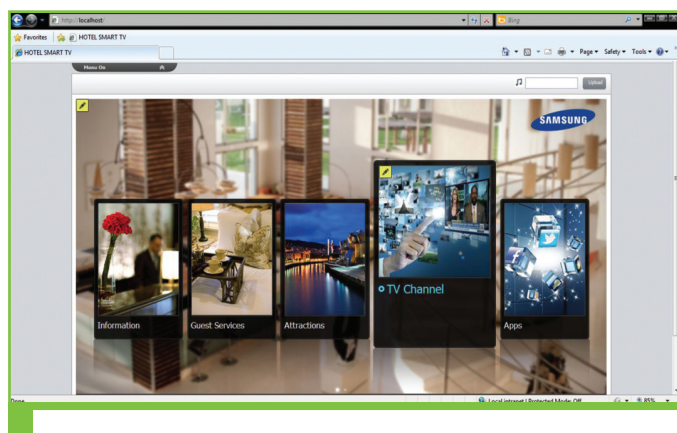 http://localhost/
Bing
Favorites
HOTEL SMART TV
HOTEL SMART TV
Page
Safety
Tools
Menu On
Upload
SAMSUNG
Information
Guest Services
Attractions
TV Channel
Apps
Done
Local intranet | Protected Mode: Off
85%